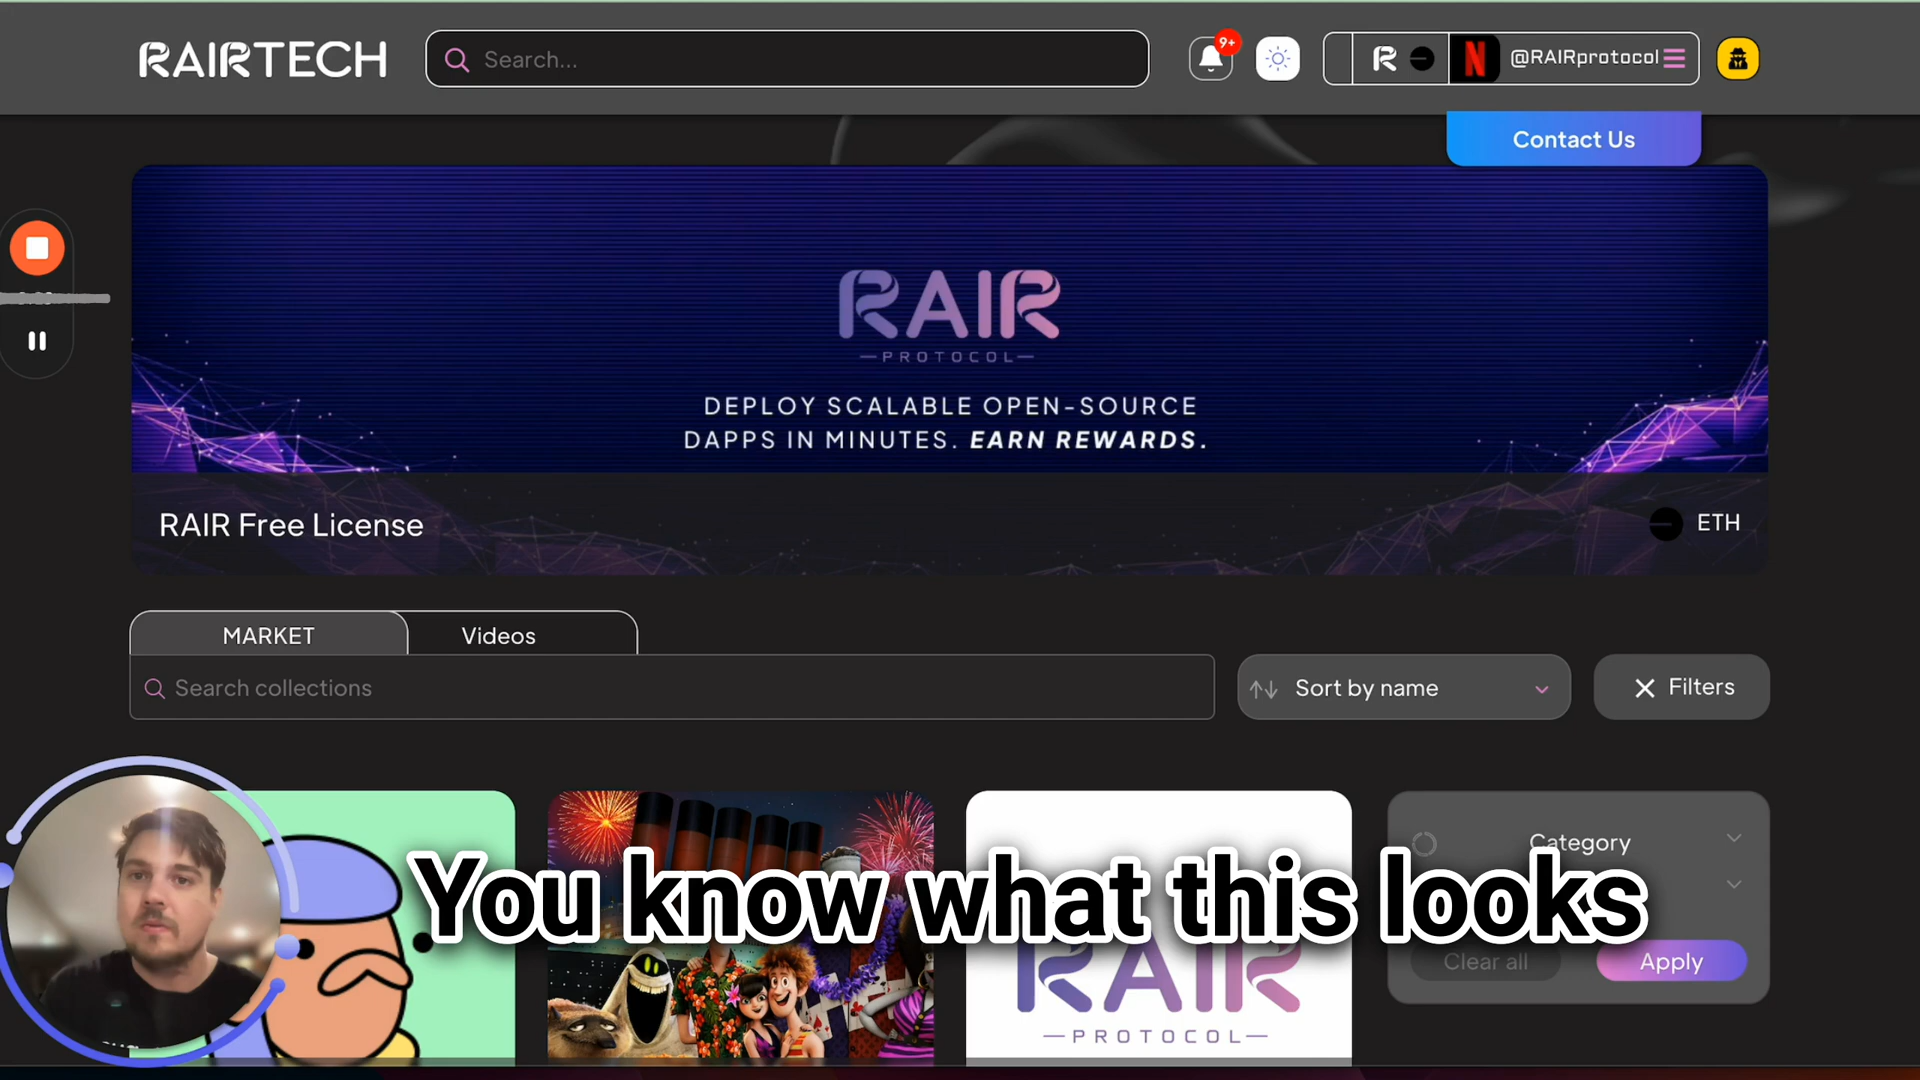 RAIRTECH
Search...
9+
R
N
@RAIRprotocol
Contact Us
RAIR
PROTOCOL
DEPLOY SCALABLE OPEN-SOURCE
DAPPS IN MINUTES. EARN REWARDS.
RAIR Free License
ETH
MARKET
Videos
Search collections
Sort by name
Filters
Category
You know what this looks
RAIR
Clear all
Apply
PROTOCOL